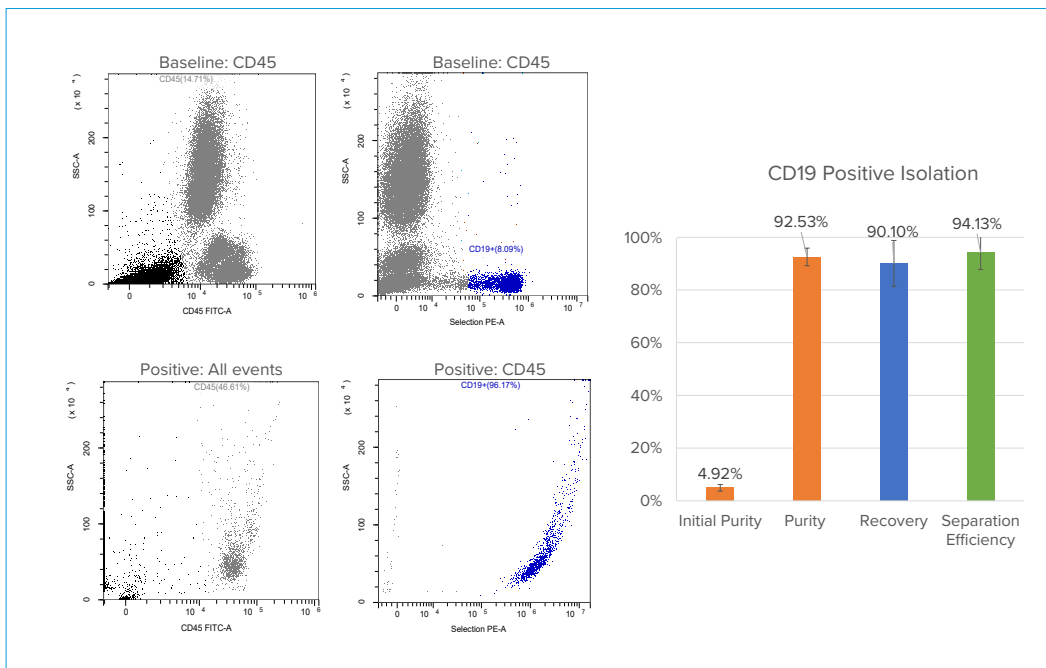 Baseline: CD45
CD45(14.71%)
(x 10 ⁴)
SSC-A
200
100
0
0 10 ⁴ 10 ⁵ 10 ⁶
CD45 FITC-A
Baseline: CD45
(x 10 ⁴)
SSC-A
200
100
0
CD19+(8.09%)
0 10 ⁴ 10 ⁵ 10 ⁶ 10 ⁷
Selection PE-A
Positive: All events
CD45(46.61%)
(x 10 ⁴)
SSC-A
200
100
0
0 10 ⁴ 10 ⁵ 10 ⁶
CD45 FITC-A
Positive: CD45
CD19+(96.17%)
(x 10 ⁴)
SSC-A
200
100
0
0 10 ⁴ 10 ⁵ 10 ⁶ 10 ⁷
Selection PE-A
CD19 Positive Isolation
92.53%
90.10%
94.13%
4.92%
100%
80%
60%
40%
20%
0%
Initial Purity
Purity
Recovery
Separation
Efficiency